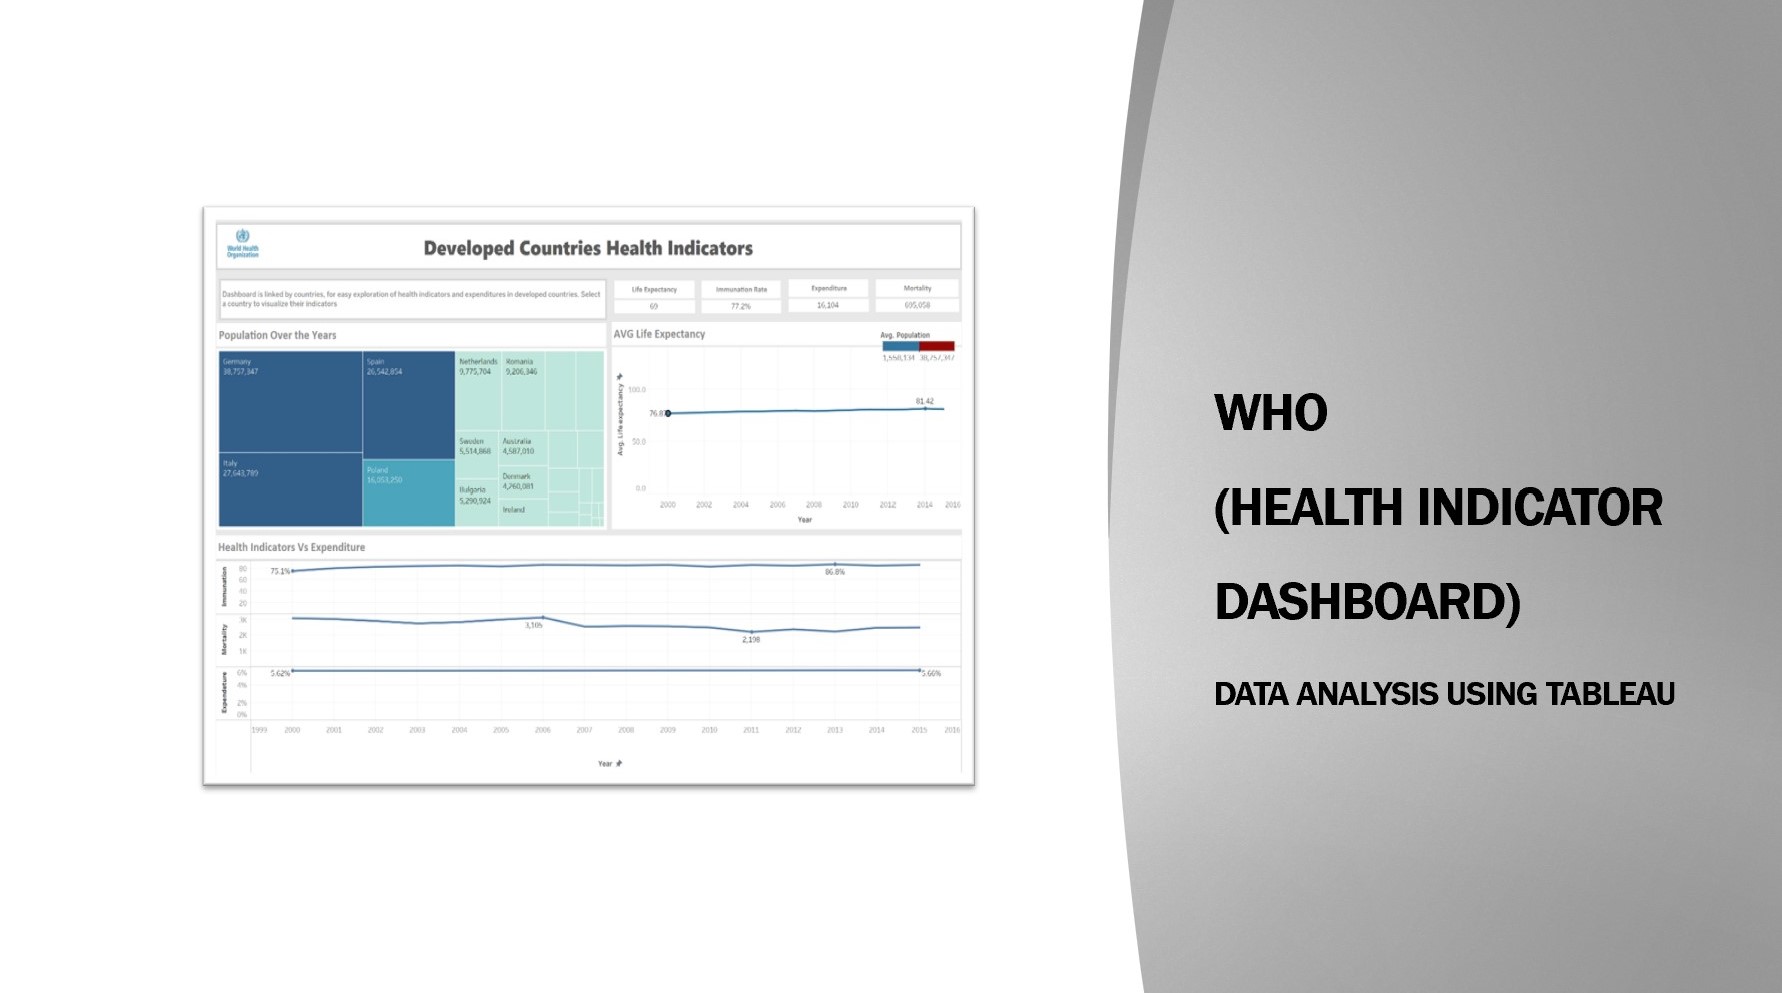 World Health
Organization
Developed Countries Health Indicators
Dashboard is linked by countries, for easy exploration of health indicators and expenditures in developed countries. Select
a country to visualize their indicators
Life Expectancy
69
Immunation Rate
77.2%
Expenditure
16,104
Mortality
695,058
Population Over the Years
Germany
38,757,347
Spain
26,542,854
Netherlands
9,775,704
Romania
9,206,346
Italy
27,643,789
Poland
16,053,250
Sweden
5,514,868
Australia
4,587,010
Bulgaria
5,290,924
Denmark
4,260,081
Ireland
AVG Life Expectancy
Avg. Population
1,558,134 38,757,347
Avg. Life expectancy
100.0
50.0
0.0
81.42
2000 2002 2004 2006 2008 2010 2012 2014 2016
Year
Health Indicators Vs Expenditure
Immunation
80
60
40
20
75.1%
86.8%
Mortality
3K
2K
1K
3,105
2,198
Expendeture
6%
4%
2%
0%
5.62%
5.66%
1999 2000 2001 2002 2003 2004 2005 2006 2007 2008 2009 2010 2011 2012 2013 2014 2015 2016
Year
WHO
(HEALTH INDICATOR
DASHBOARD)
DATA ANALYSIS USING TABLEAU